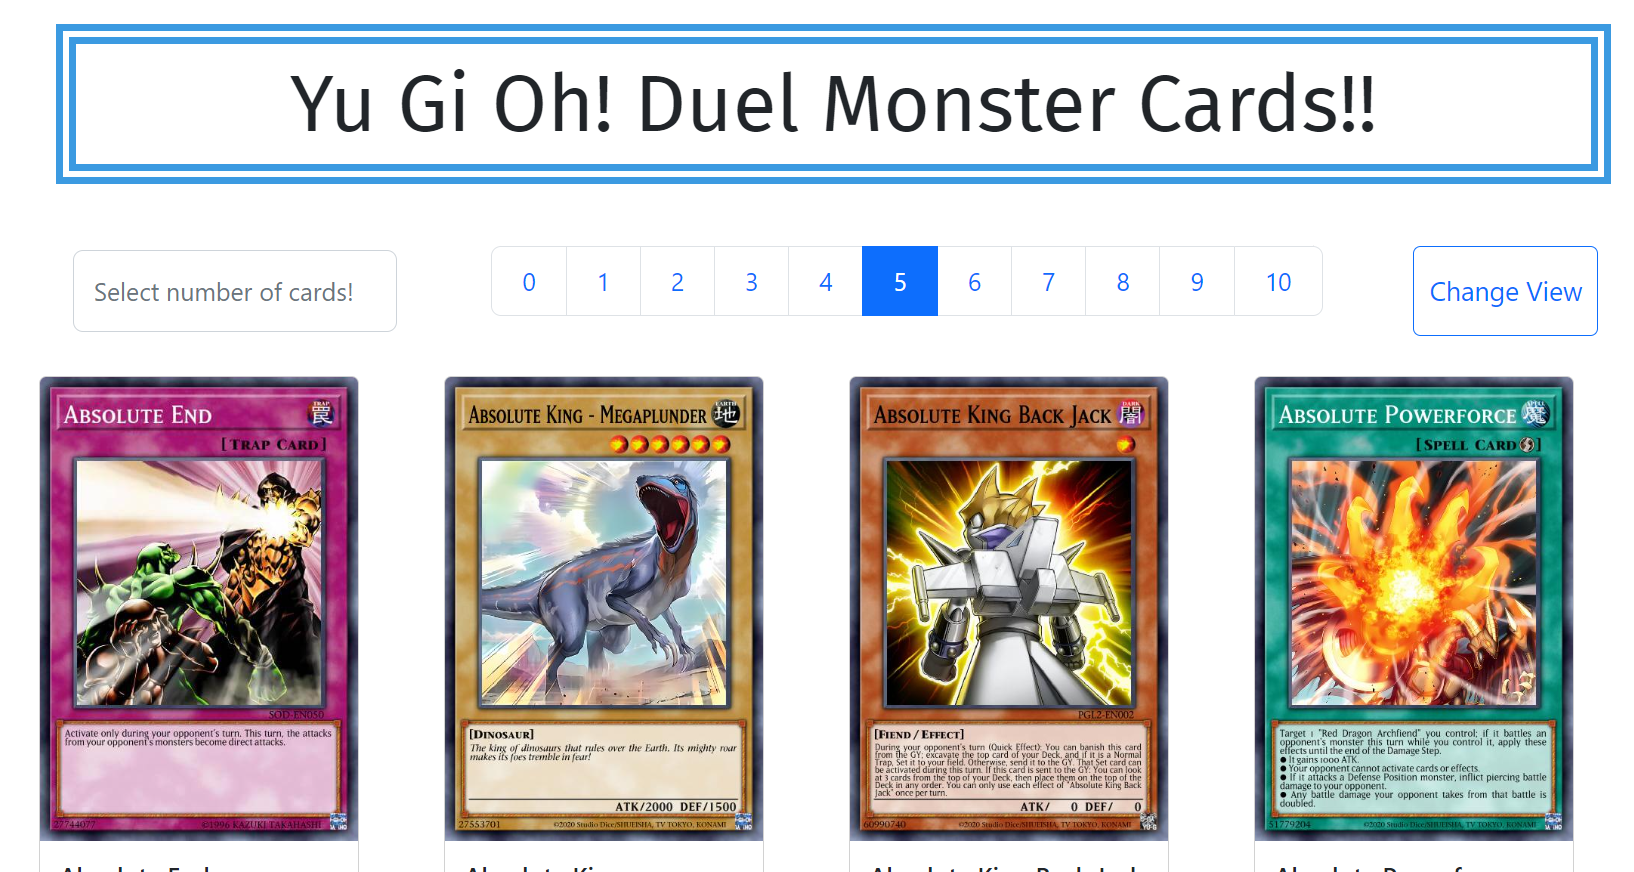 Yu Gi Oh! Duel Monster Cards!!
Select number of cards!
0 1 2 3 4 5 6 7 8 9 10
Change View
ABSOLUTE END
TRAP
罠
[TRAP CARD]
SOD-EN050
Activate only during your opponent's turn. This turn, the attacks
from your opponent's monsters become direct attacks.
27744077 ©1996 KAZUKI TAKAHASHI
ABSOLUTE KING - MEGAPLUNDER
EARTH
地
[DINOSAUR]
The king of dinosaurs that rules over the Earth. Its mighty roar
makes its foes tremble in fear!
ATK/2000 DEF/1500
27553701 ©2020 Studio Dice/SHUEISHA, TV TOKYO, KONAMI
ABSOLUTE KING BACK JACK
DARK
闇
PGL2-EN002
[FIEND / EFFECT]
During your opponent's turn (Quick Effect): You can banish this card
from the GY; excavate the top card of your Deck, and if it is a Normal
Trap, Set it to your field. Otherwise, send it to the GY. That Set card can
be activated during this turn. If this card is sent to the GY: You can look
at 3 cards from the top of your Deck, then place them on the top of the
Deck in any order. You can only use each effect of "Absolute King Back
Jack" once per turn.
ATK/ 0 DEF/ 0
60990740 ©2020 Studio Dice/SHUEISHA, TV TOKYO, KONAMI
ABSOLUTE POWERFORCE
魔
[SPELL CARD]
Target 1 "Red Dragon Archfiend" you control; if it battles an
opponent's monster this turn while you control it, apply these
effects until the end of the Damage Step.
● It gains 1000 ATK.
● Your opponent cannot activate cards or effects.
● If it attacks a Defense Position monster, inflict piercing battle
damage to your opponent.
● Any battle damage your opponent takes from that battle is
doubled.
51779204 ©2020 Studio Dice/SHUEISHA, TV TOKYO, KONAMI